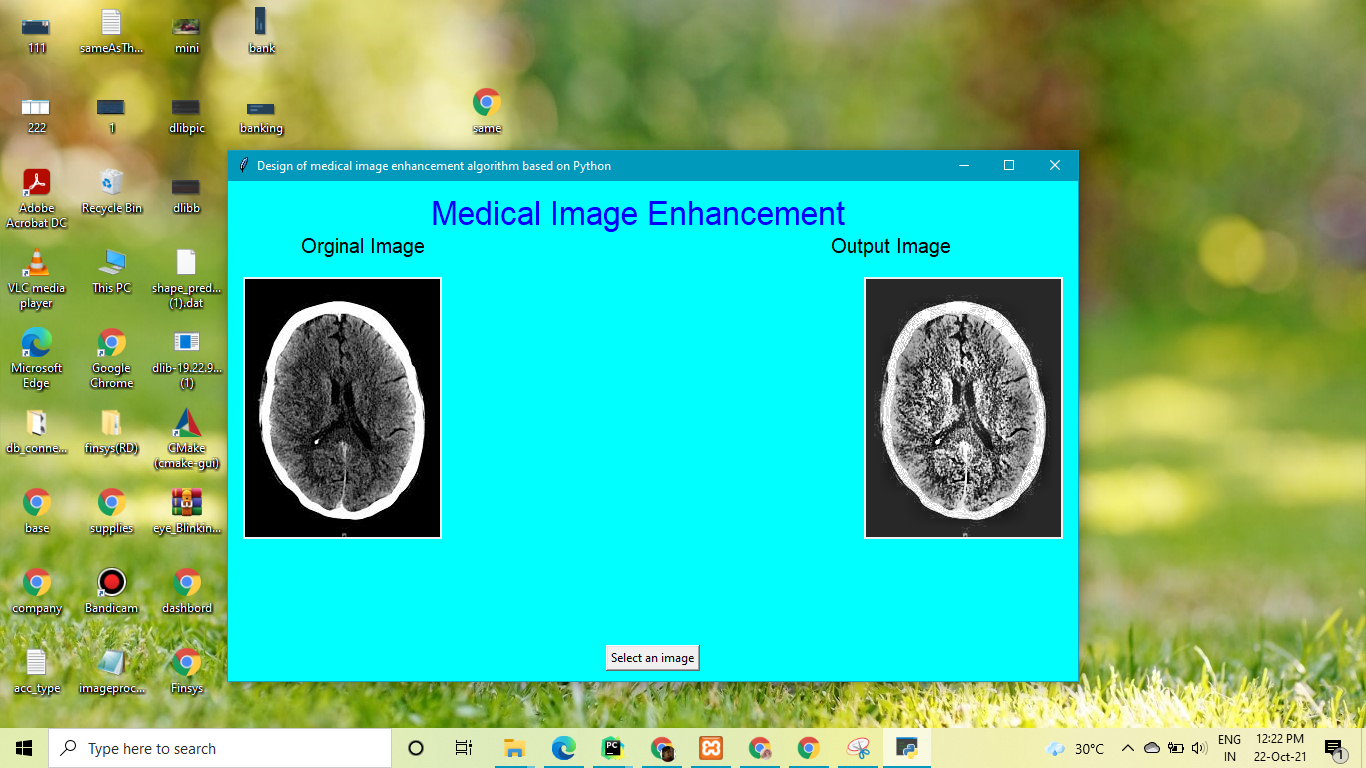 111
sameAsTh...
mini
bank
222
1
dlibpic
banking
same
Adobe
Acrobat DC
Recycle Bin
dlibb
VLC media
player
This PC
shape_pred...
(1).dat
Microsoft
Edge
Google
Chrome
dlib-19.22.9...
(1)
db_conne...
finsys(RD)
CMake
(cmake-gui)
base
supplies
eye_Blinkin...
company
Bandicam
dashbord
acc_type
imageproc...
Finsys
Design of medical image enhancement algorithm based on Python
Medical Image Enhancement
Orginal Image
Output Image
Select an image
Type here to search
PC
30°C
ENG
IN
12:22 PM
22-Oct-21
1